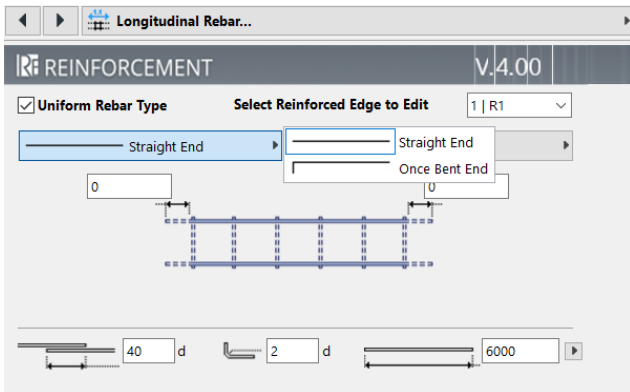 Longitudinal Rebar...
REINFORCEMENT V.4.00
Uniform Rebar Type Select Reinforced Edge to Edit 1 | R1
Straight End Straight End
Once Bent End
0 0
40 d 2 d 6000